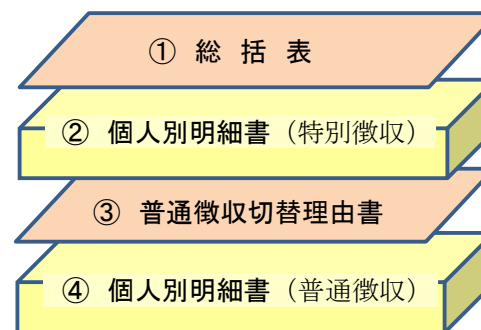 ① 総 括 表
② 個人別明細書（特別徴収）
③ 普通徴収切替理由書
④ 個人別明細書（普通徴収）